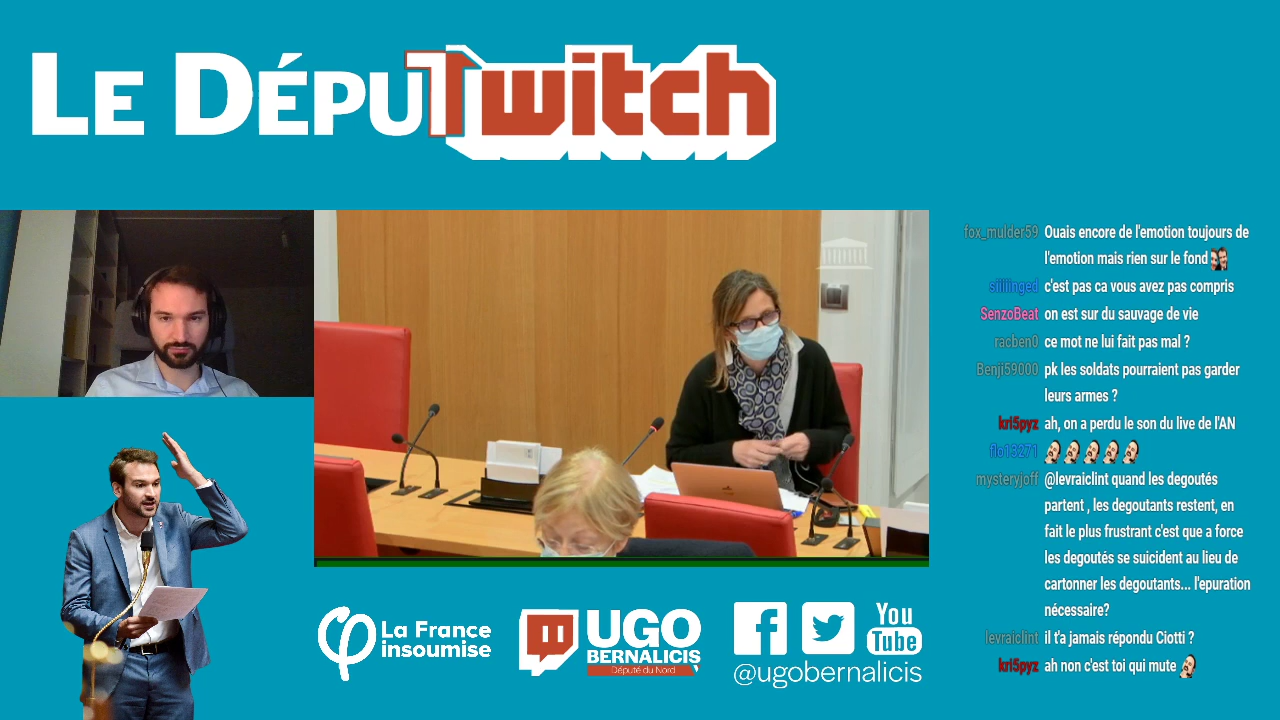 LE DÉPUTwitch
fox_mulder59 Ouais encore de l'emotion toujours de
l'emotion mais rien sur le fond
siiliinged c'est pas ca vous avez pas compris
SenzoBeat on est sur du sauvage de vie
racben0 ce mot ne lui fait pas mal ?
Benji59000 pk les soldats pourraient pas garder
leurs armes ?
kri5pyz ah, on a perdu le son du live de l'AN
flo13271
mysteryjoff @levraiclint quand les degoutés
partent , les degoutants restent, en
fait le plus frustrant c'est que a force
les degoutés se suicident au lieu de
cartonner les degoutants... l'epuration
nécessaire?
levraiclint il t'a jamais répondu Ciotti ?
kri5pyz ah non c'est toi qui mute
La France
insoumise
UGO
BERNALICIS
Député du Nord
You
Tube
@ugobernalicis